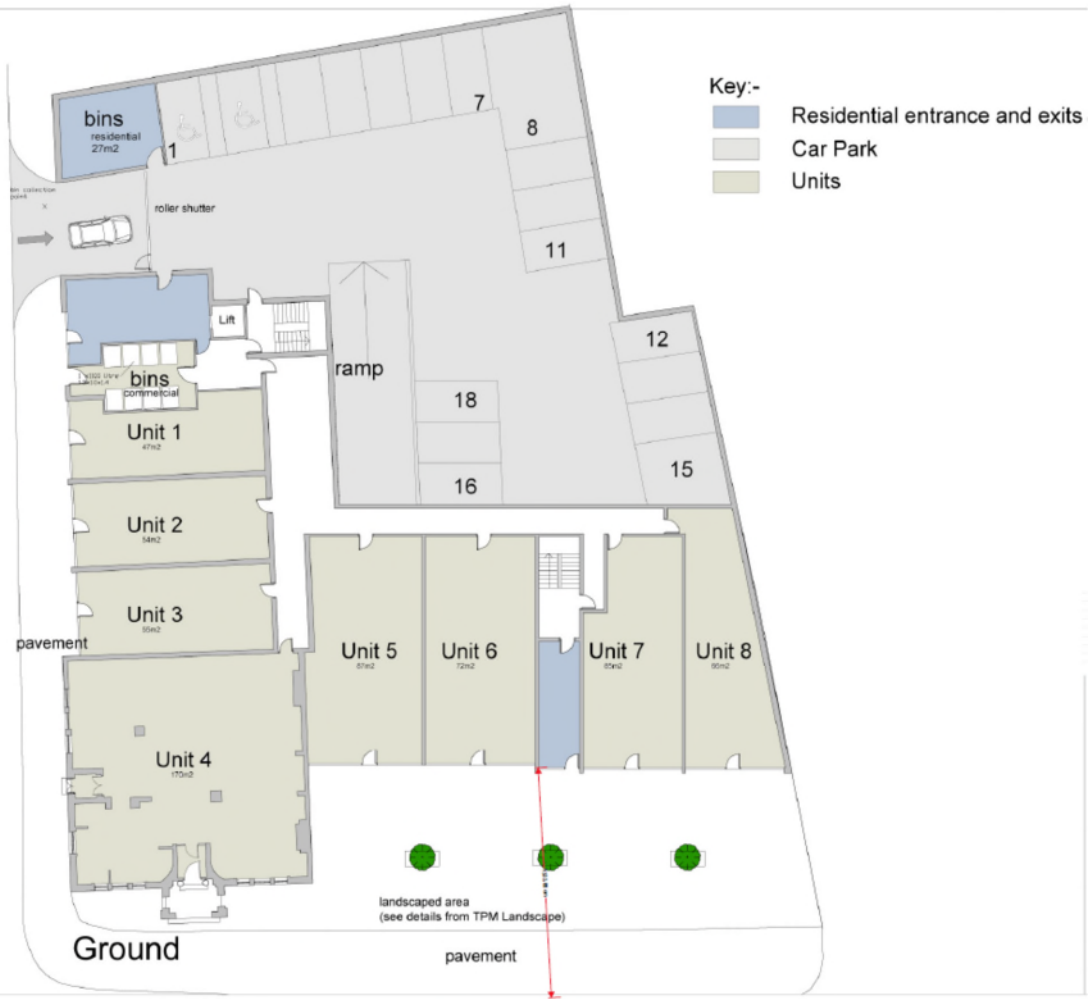 Key:-
Residential entrance and exits
Car Park
Units
bins
residential
27m2
1
7
8
11
12
15
18
16
roller shutter
Lift
ramp
bins
commercial
Unit 1
47m2
Unit 2
54m2
Unit 3
55m2
pavement
Unit 4
170m2
Unit 5
Unit 6
72m2
Unit 7
Unit 8
landscaped area
(see details from TPM Landscape)
pavement
Ground